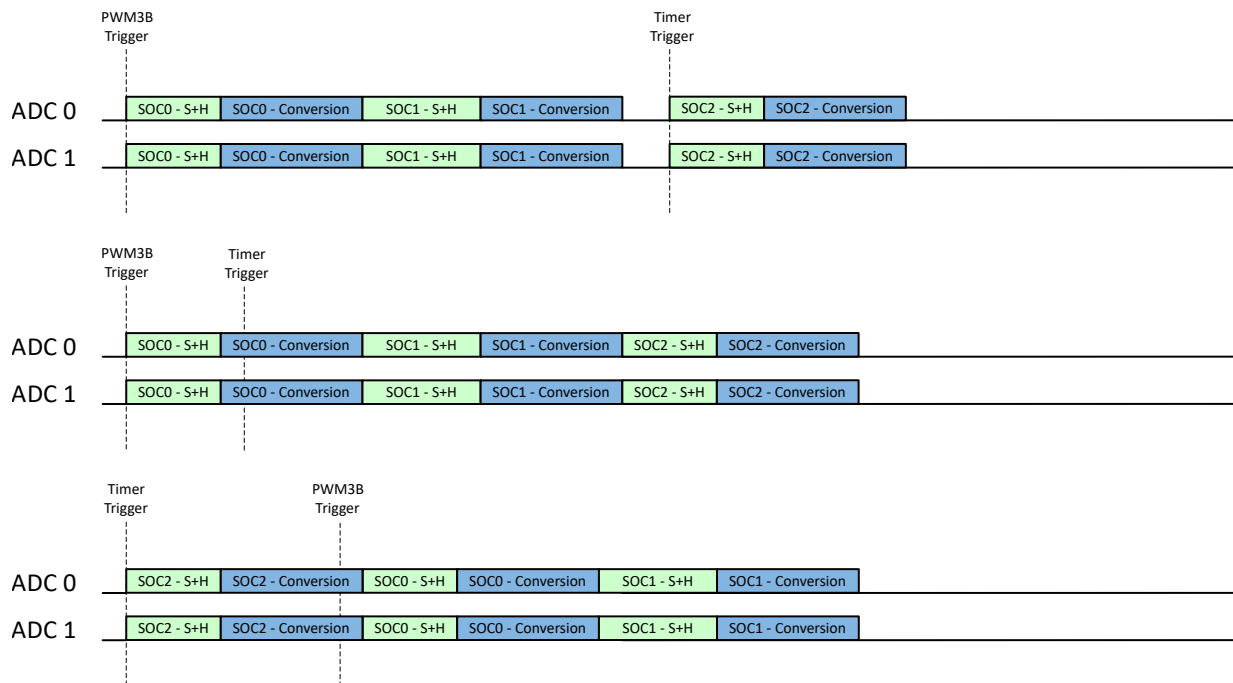 PWM3B
Trigger
Timer
Trigger
ADC 0
SOC0 - S+H
SOC0 - Conversion
SOC1 - S+H
SOC1 - Conversion
SOC2 - S+H
SOC2 - Conversion
ADC 1
SOC0 - S+H
SOC0 - Conversion
SOC1 - S+H
SOC1 - Conversion
SOC2 - S+H
SOC2 - Conversion
PWM3B
Trigger
Timer
Trigger
ADC 0
SOC0 - S+H
SOC0 - Conversion
SOC1 - S+H
SOC1 - Conversion
SOC2 - S+H
SOC2 - Conversion
ADC 1
SOC0 - S+H
SOC0 - Conversion
SOC1 - S+H
SOC1 - Conversion
SOC2 - S+H
SOC2 - Conversion
Timer
Trigger
PWM3B
Trigger
ADC 0
SOC2 - S+H
SOC2 - Conversion
SOC0 - S+H
SOC0 - Conversion
SOC1 - S+H
SOC1 - Conversion
ADC 1
SOC2 - S+H
SOC2 - Conversion
SOC0 - S+H
SOC0 - Conversion
SOC1 - S+H
SOC1 - Conversion